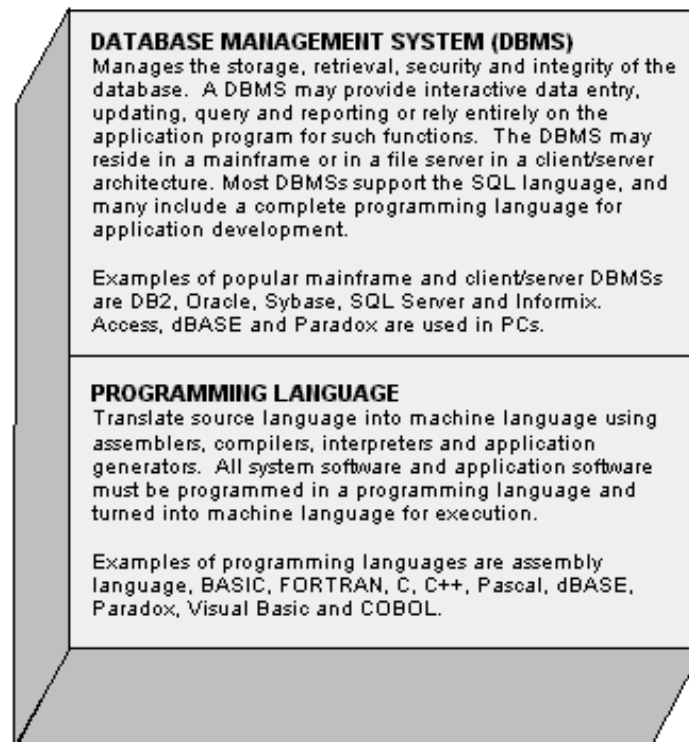 DATABASE MANAGEMENT SYSTEM (DBMS)
Manages the storage, retrieval, security and integrity of the
database. A DBMS may provide interactive data entry,
updating, query and reporting or rely entirely on the
application program for such functions. The DBMS may
reside in a mainframe or in a file server in a client/server
architecture. Most DBMSs support the SQL language, and
many include a complete programming language for
application development.
Examples of popular mainframe and client/server DBMSs
are DB2, Oracle, Sybase, SQL Server and Informix.
Access, dBASE and Paradox are used in PCs.
PROGRAMMING LANGUAGE
Translate source language into machine language using
assemblers, compilers, interpreters and application
generators. All system software and application software
must be programmed in a programming language and
turned into machine language for execution.
Examples of programming languages are assembly
language, BASIC, FORTRAN, C, C++, Pascal, dBASE,
Paradox, Visual Basic and COBOL.